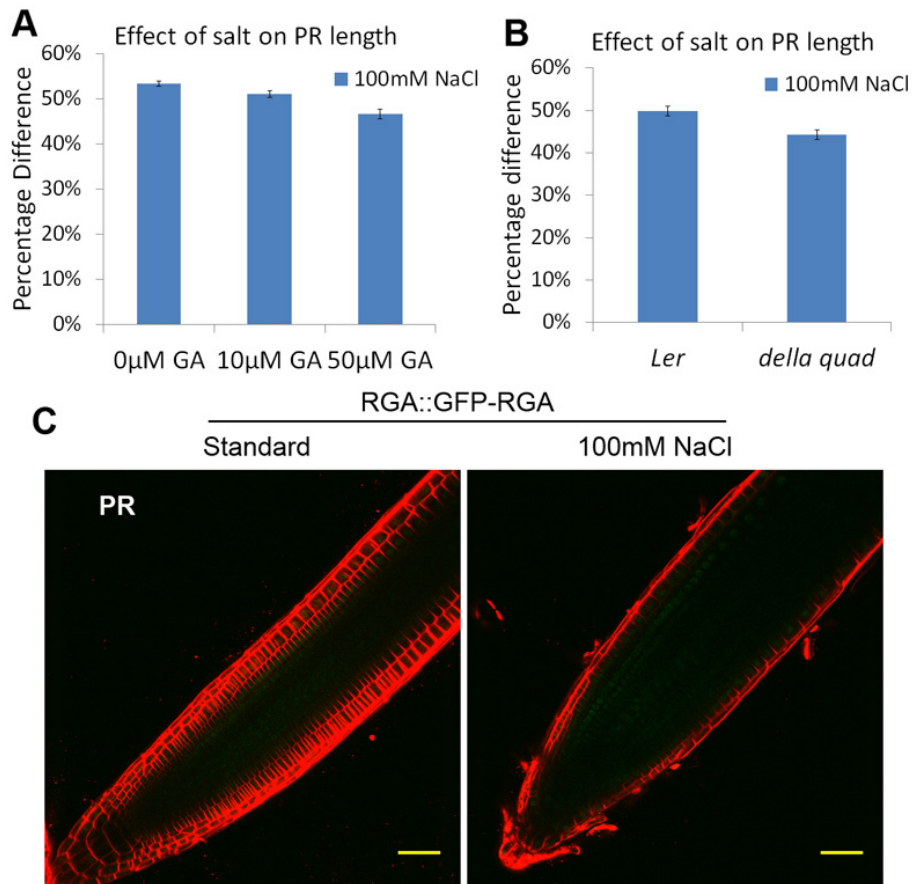 A
Effect of salt on PR length
60%
50%
40%
30%
20%
10%
0%
Percentage Difference
100mM NaCl
0µM GA 10µM GA 50µM GA
B
Effect of salt on PR length
60%
50%
40%
30%
20%
10%
0%
Percentage difference
100mM NaCl
Ler della quad
C
RGA::GFP-RGA
Standard 100mM NaCl
PR